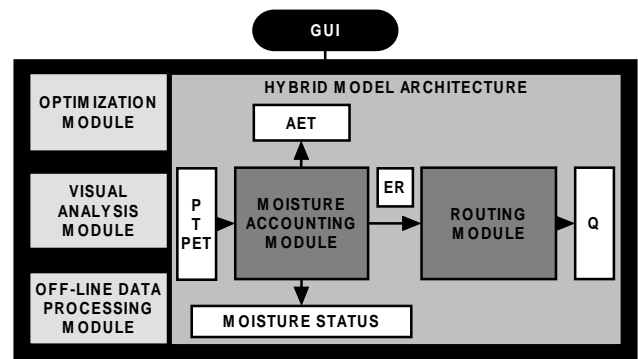 GUI
HYBRID MODEL ARCHITECTURE
OPTIMIZATION
MODULE
VISUAL
ANALYSIS
MODULE
OFF-LINE DATA
PROCESSING
MODULE
AET
P
T
PET
MOISTURE
ACCOUNTING
MODULE
ER
ROUTING
MODULE
Q
MOISTURE STATUS